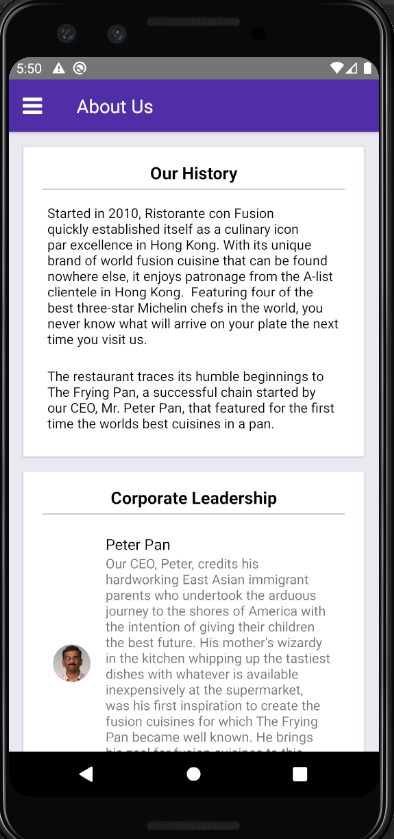 5:50
About Us
Our History
Started in 2010, Ristorante con Fusion
quickly established itself as a culinary icon
par excellence in Hong Kong. With its unique
brand of world fusion cuisine that can be found
nowhere else, it enjoys patronage from the A-list
clientele in Hong Kong.  Featuring four of the
best three-star Michelin chefs in the world, you
never know what will arrive on your plate the next
time you visit us.
The restaurant traces its humble beginnings to
The Frying Pan, a successful chain started by
our CEO, Mr. Peter Pan, that featured for the first
time the worlds best cuisines in a pan.
Corporate Leadership
Peter Pan
Our CEO, Peter, credits his
hardworking East Asian immigrant
parents who undertook the arduous
journey to the shores of America with
the intention of giving their children
the best future. His mother's wizardy
in the kitchen whipping up the tastiest
dishes with whatever is available
inexpensively at the supermarket,
was his first inspiration to create the
fusion cuisines for which The Frying
Pan became well known. He brings
his zeal for fusion cuisines to this